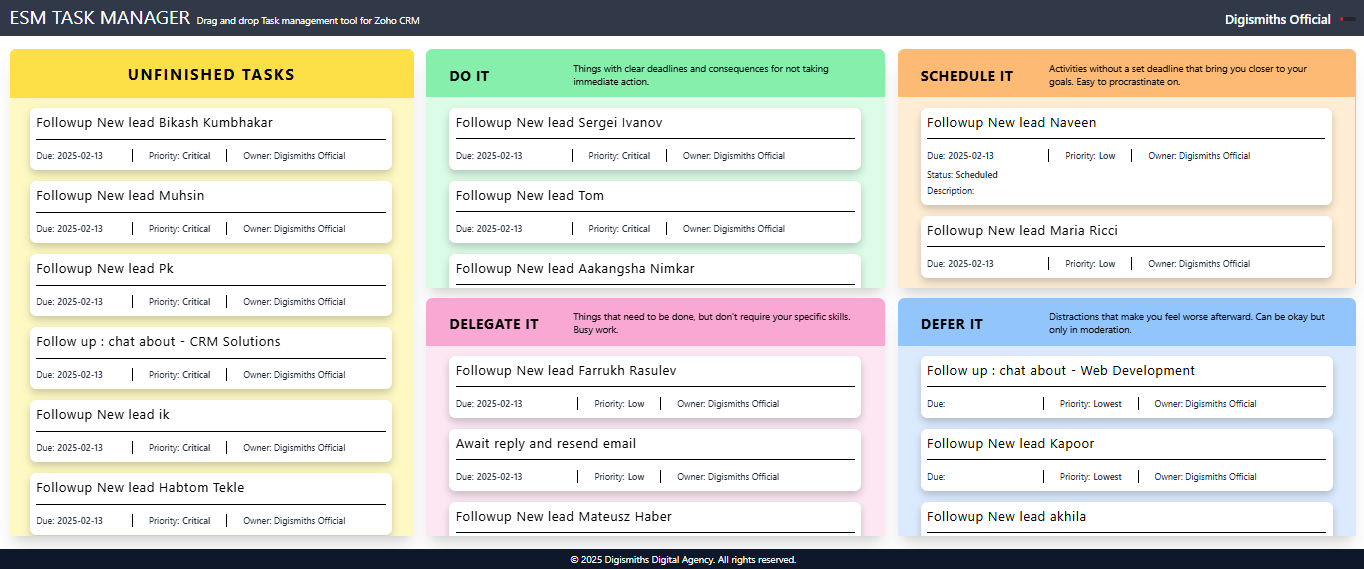 ESM TASK MANAGER Drag and drop Task management tool for Zoho CRM
Digismiths Official
UNFINISHED TASKS
Followup New lead Bikash Kumbhakar
Due: 2025-02-13 Priority: Critical Owner: Digismiths Official
Followup New lead Muhsin
Due: 2025-02-13 Priority: Critical Owner: Digismiths Official
Followup New lead Pk
Due: 2025-02-13 Priority: Critical Owner: Digismiths Official
Follow up : chat about - CRM Solutions
Due: 2025-02-13 Priority: Critical Owner: Digismiths Official
Followup New lead ik
Due: 2025-02-13 Priority: Critical Owner: Digismiths Official
Followup New lead Habtom Tekle
Due: 2025-02-13 Priority: Critical Owner: Digismiths Official
DO IT
Things with clear deadlines and consequences for not taking
immediate action.
Followup New lead Sergei Ivanov
Due: 2025-02-13 Priority: Critical Owner: Digismiths Official
Followup New lead Tom
Due: 2025-02-13 Priority: Critical Owner: Digismiths Official
Followup New lead Aakangsha Nimkar
SCHEDULE IT
Activities without a set deadline that bring you closer to your
goals. Easy to procrastinate on.
Followup New lead Naveen
Due: 2025-02-13 Priority: Low Owner: Digismiths Official
Status: Scheduled
Description:
Followup New lead Maria Ricci
Due: 2025-02-13 Priority: Low Owner: Digismiths Official
DELEGATE IT
Things that need to be done, but don't require your specific skills.
Busy work.
Followup New lead Farrukh Rasulev
Due: 2025-02-13 Priority: Low Owner: Digismiths Official
Await reply and resend email
Due: 2025-02-13 Priority: Low Owner: Digismiths Official
Followup New lead Mateusz Haber
DEFER IT
Distractions that make you feel worse afterward. Can be okay but
only in moderation.
Follow up : chat about - Web Development
Due: Priority: Lowest Owner: Digismiths Official
Followup New lead Kapoor
Due: Priority: Lowest Owner: Digismiths Official
Followup New lead akhila
© 2025 Digismiths Digital Agency. All rights reserved.